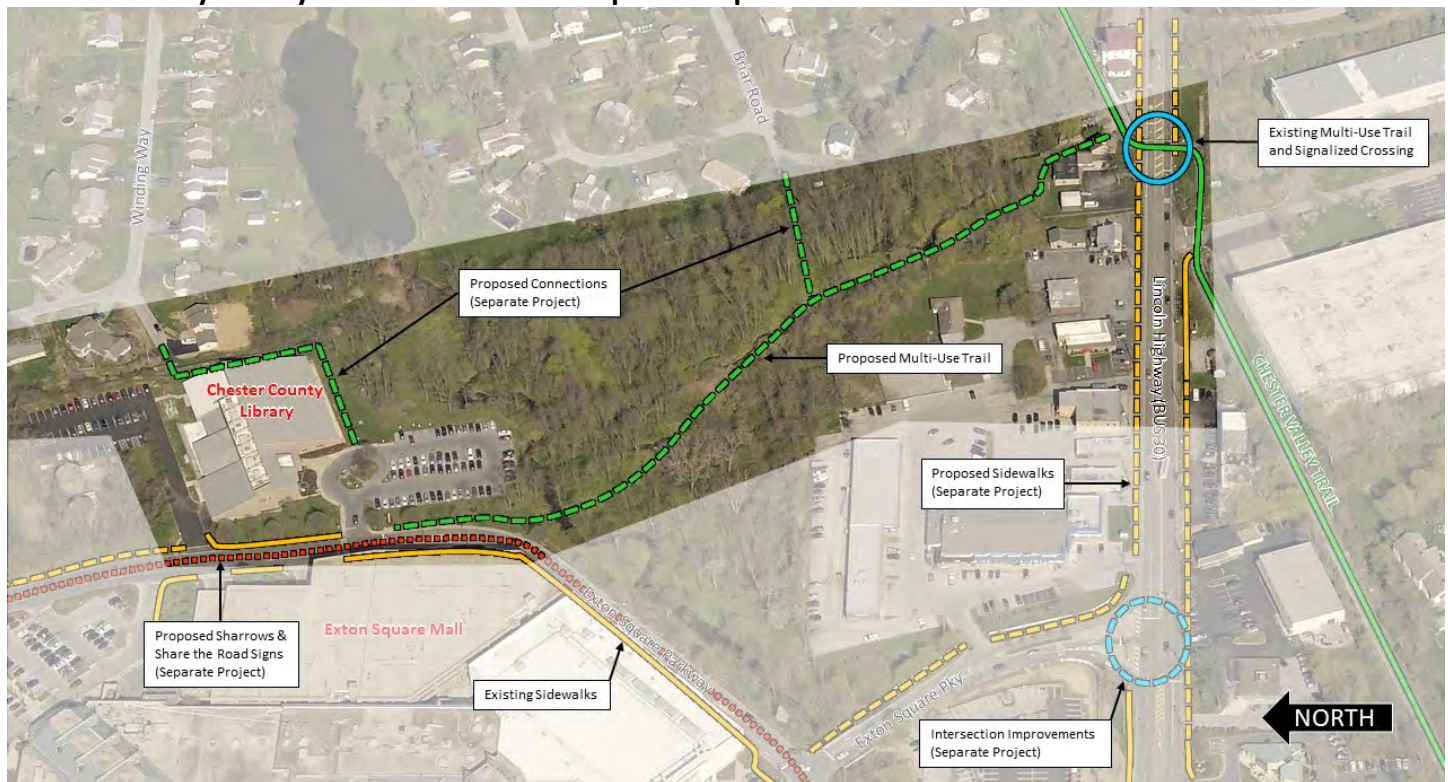 Winding Way
Briar Road
Existing Multi-Use Trail
and Signalized Crossing
Proposed Connections
(Separate Project)
Proposed Multi-Use Trail
Chester County
Library
Lincoln Highway (BUS 30)
CHESTER VALLEY TRAIL
Proposed Sidewalks
(Separate Project)
Exton Square Mall
Exton Square Parkway
Proposed Sharrows &
Share the Road Signs
(Separate Project)
Existing Sidewalks
Exton Square Pky.
Intersection Improvements
(Separate Project)
NORTH